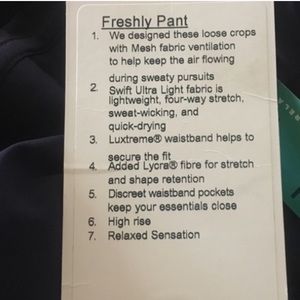 Freshly Pant
1. We designed these loose crops
with Mesh fabric ventilation
to help keep the air flowing
during sweaty pursuits
2. Swift Ultra Light fabric is
lightweight, four-way stretch,
sweat-wicking, and
quick-drying
3. Luxtreme® waistband helps to
secure the fit
4. Added Lycra® fibre for stretch
and shape retention
5. Discreet waistband pockets
keep your essentials close
6. High rise
7. Relaxed Sensation